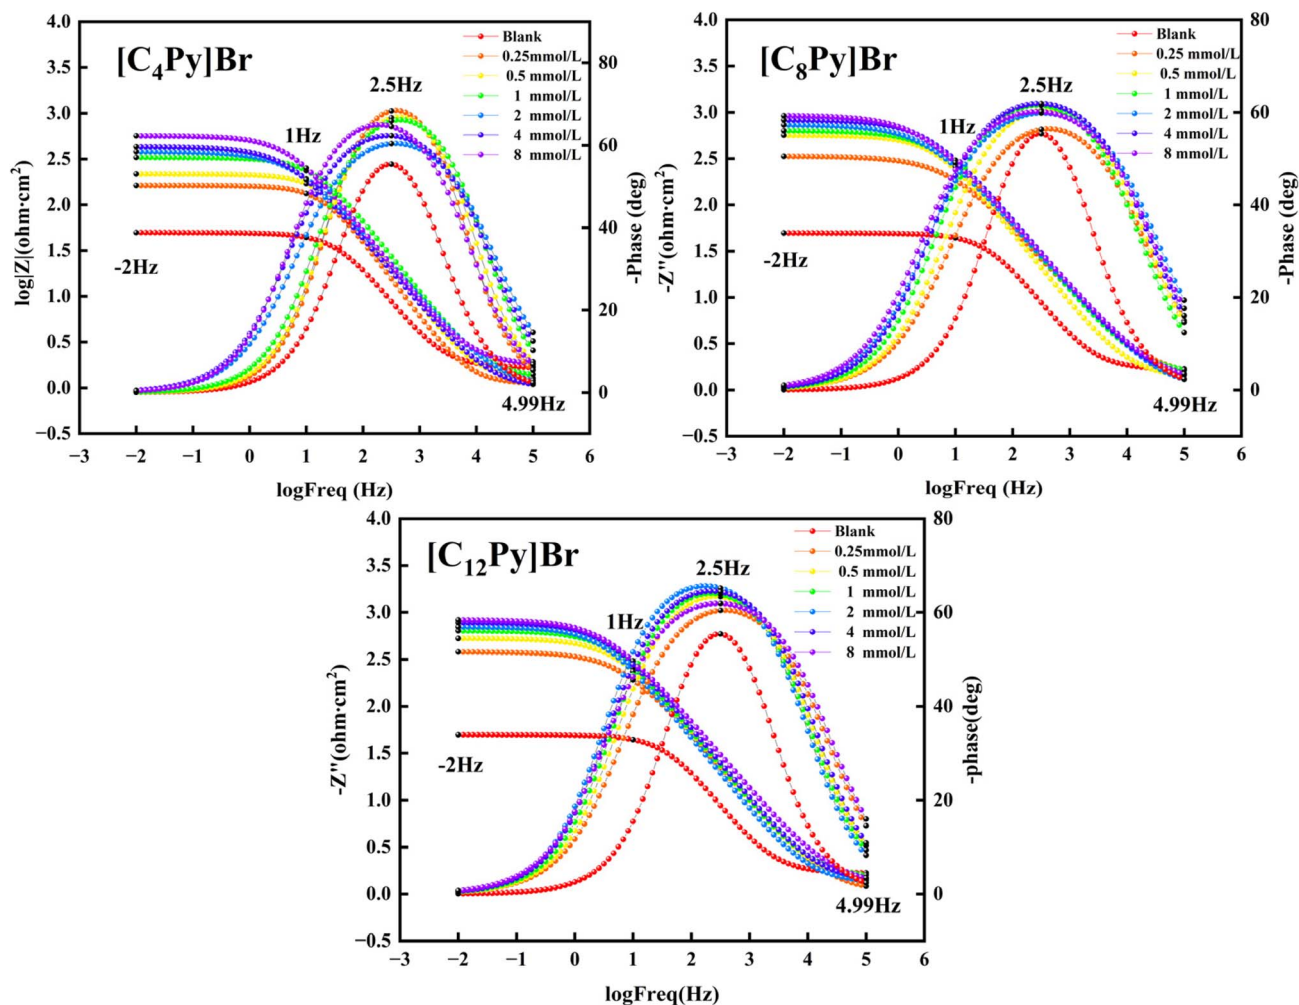 [C4Py]Br
Blank
0.25mmol/L
0.5 mmol/L
1 mmol/L
2 mmol/L
4 mmol/L
8 mmol/L
2.5Hz
1Hz
-2Hz
4.99Hz
log|Z|(ohm·cm²)
4.0
3.5
3.0
2.5
2.0
1.5
1.0
0.5
0.0
−0.5
-Phase (deg)
80
60
40
20
0
−3 −2 −1 0 1 2 3 4 5 6
logFreq (Hz)
[C8Py]Br
Blank
0.25 mmol/L
0.5 mmol/L
1 mmol/L
2 mmol/L
4 mmol/L
8 mmol/L
2.5Hz
1Hz
-2Hz
4.99Hz
-Z''(ohm·cm²)
4.0
3.5
3.0
2.5
2.0
1.5
1.0
0.5
0.0
−0.5
-Phase (deg)
80
60
40
20
0
−3 −2 −1 0 1 2 3 4 5 6
logFreq (Hz)
[C12Py]Br
Blank
0.25mmol/L
0.5 mmol/L
1 mmol/L
2 mmol/L
4 mmol/L
8 mmol/L
2.5Hz
1Hz
-2Hz
4.99Hz
-Z''(ohm·cm²)
4.0
3.5
3.0
2.5
2.0
1.5
1.0
0.5
0.0
−0.5
-phase(deg)
80
60
40
20
0
−3 −2 −1 0 1 2 3 4 5 6
logFreq(Hz)